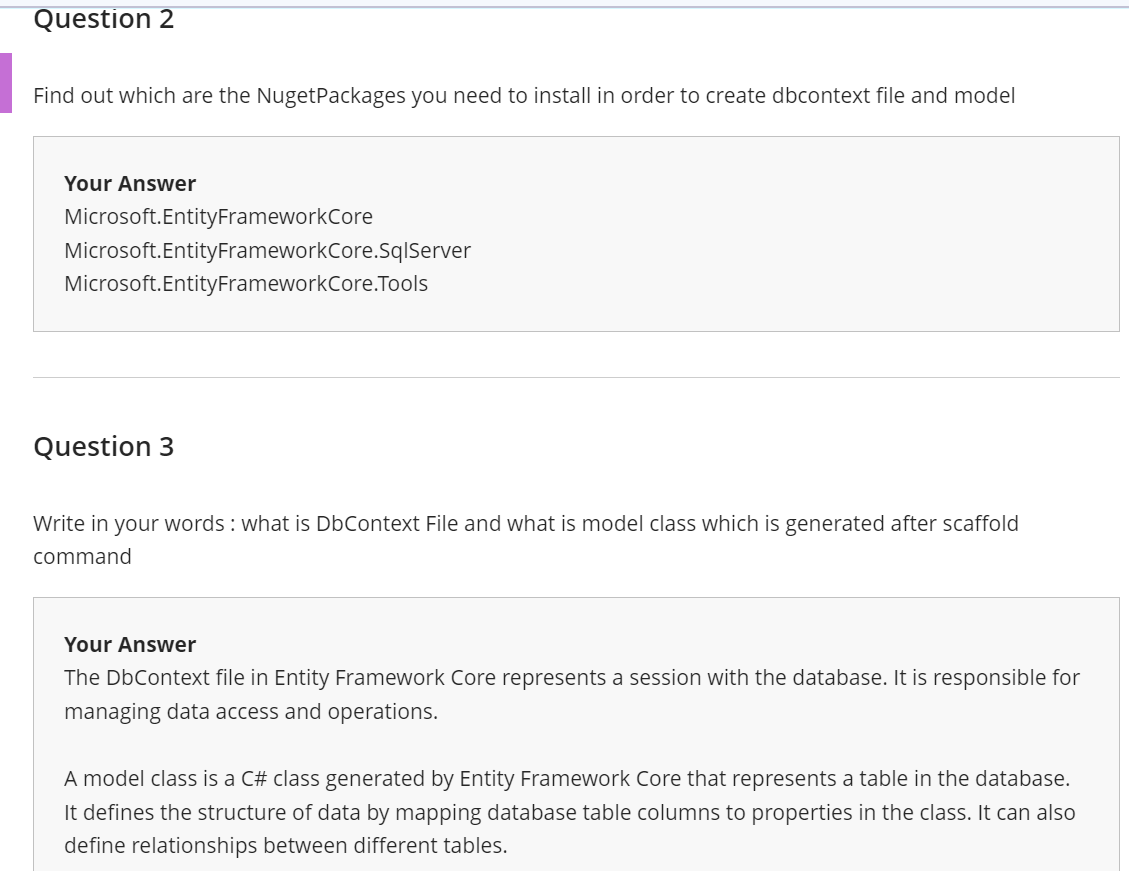 Question 2
Find out which are the NugetPackages you need to install in order to create dbcontext file and model
Your Answer
Microsoft.EntityFrameworkCore
Microsoft.EntityFrameworkCore.SqlServer
Microsoft.EntityFrameworkCore.Tools
Question 3
Write in your words : what is DbContext File and what is model class which is generated after scaffold
command
Your Answer
The DbContext file in Entity Framework Core represents a session with the database. It is responsible for
managing data access and operations.
A model class is a C# class generated by Entity Framework Core that represents a table in the database.
It defines the structure of data by mapping database table columns to properties in the class. It can also
define relationships between different tables.